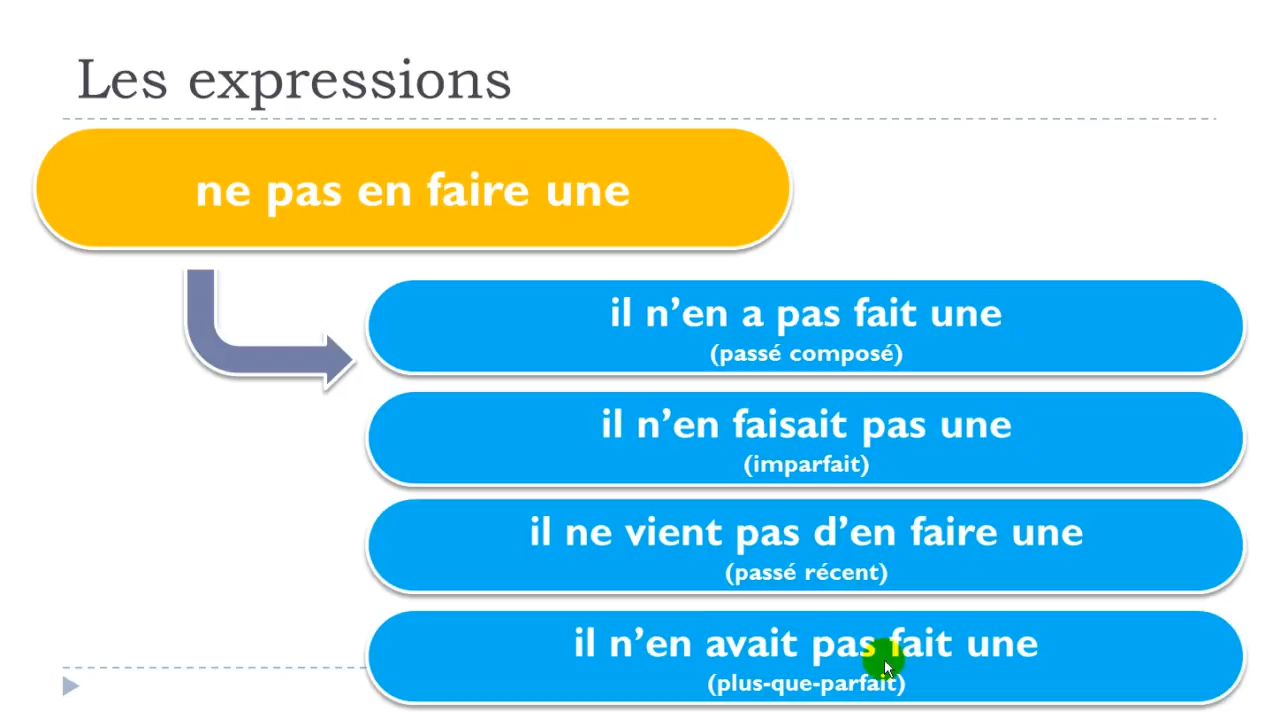 Les expressions
ne pas en faire une
il n’en a pas fait une
(passé composé)
il n’en faisait pas une
(imparfait)
il ne vient pas d’en faire une
(passé récent)
il n’en avait pas fait une
(plus-que-parfait)